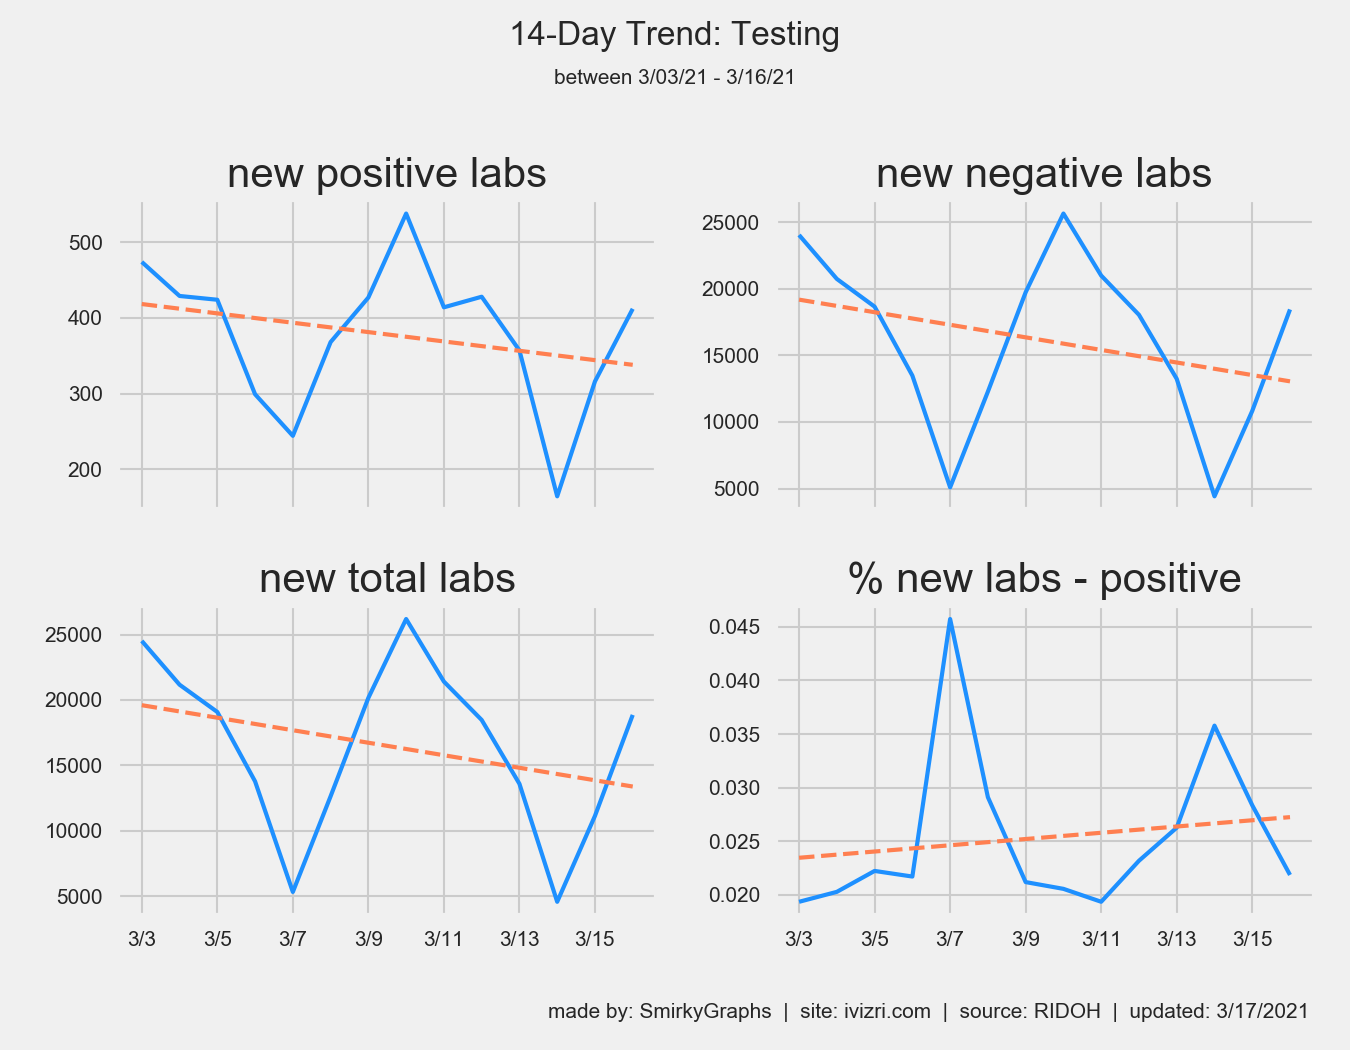 14-Day Trend: Testing
between 3/03/21 - 3/16/21
new positive labs
500
400
300
200
new negative labs
25000
20000
15000
10000
5000
new total labs
25000
20000
15000
10000
5000
3/3 3/5 3/7 3/9 3/11 3/13 3/15
% new labs - positive
0.045
0.040
0.035
0.030
0.025
0.020
3/3 3/5 3/7 3/9 3/11 3/13 3/15
made by: SmirkyGraphs | site: ivizri.com | source: RIDOH | updated: 3/17/2021